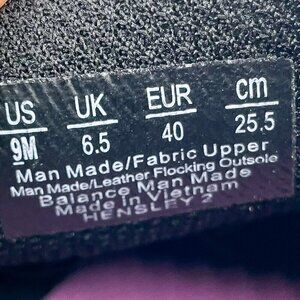 US UK EUR cm
9M 6.5 40 25.5
Man Made/Fabric Upper
Man Made/Leather Flocking Outsole
Balance Man Made
Made in Vietnam
HENSLEY 2